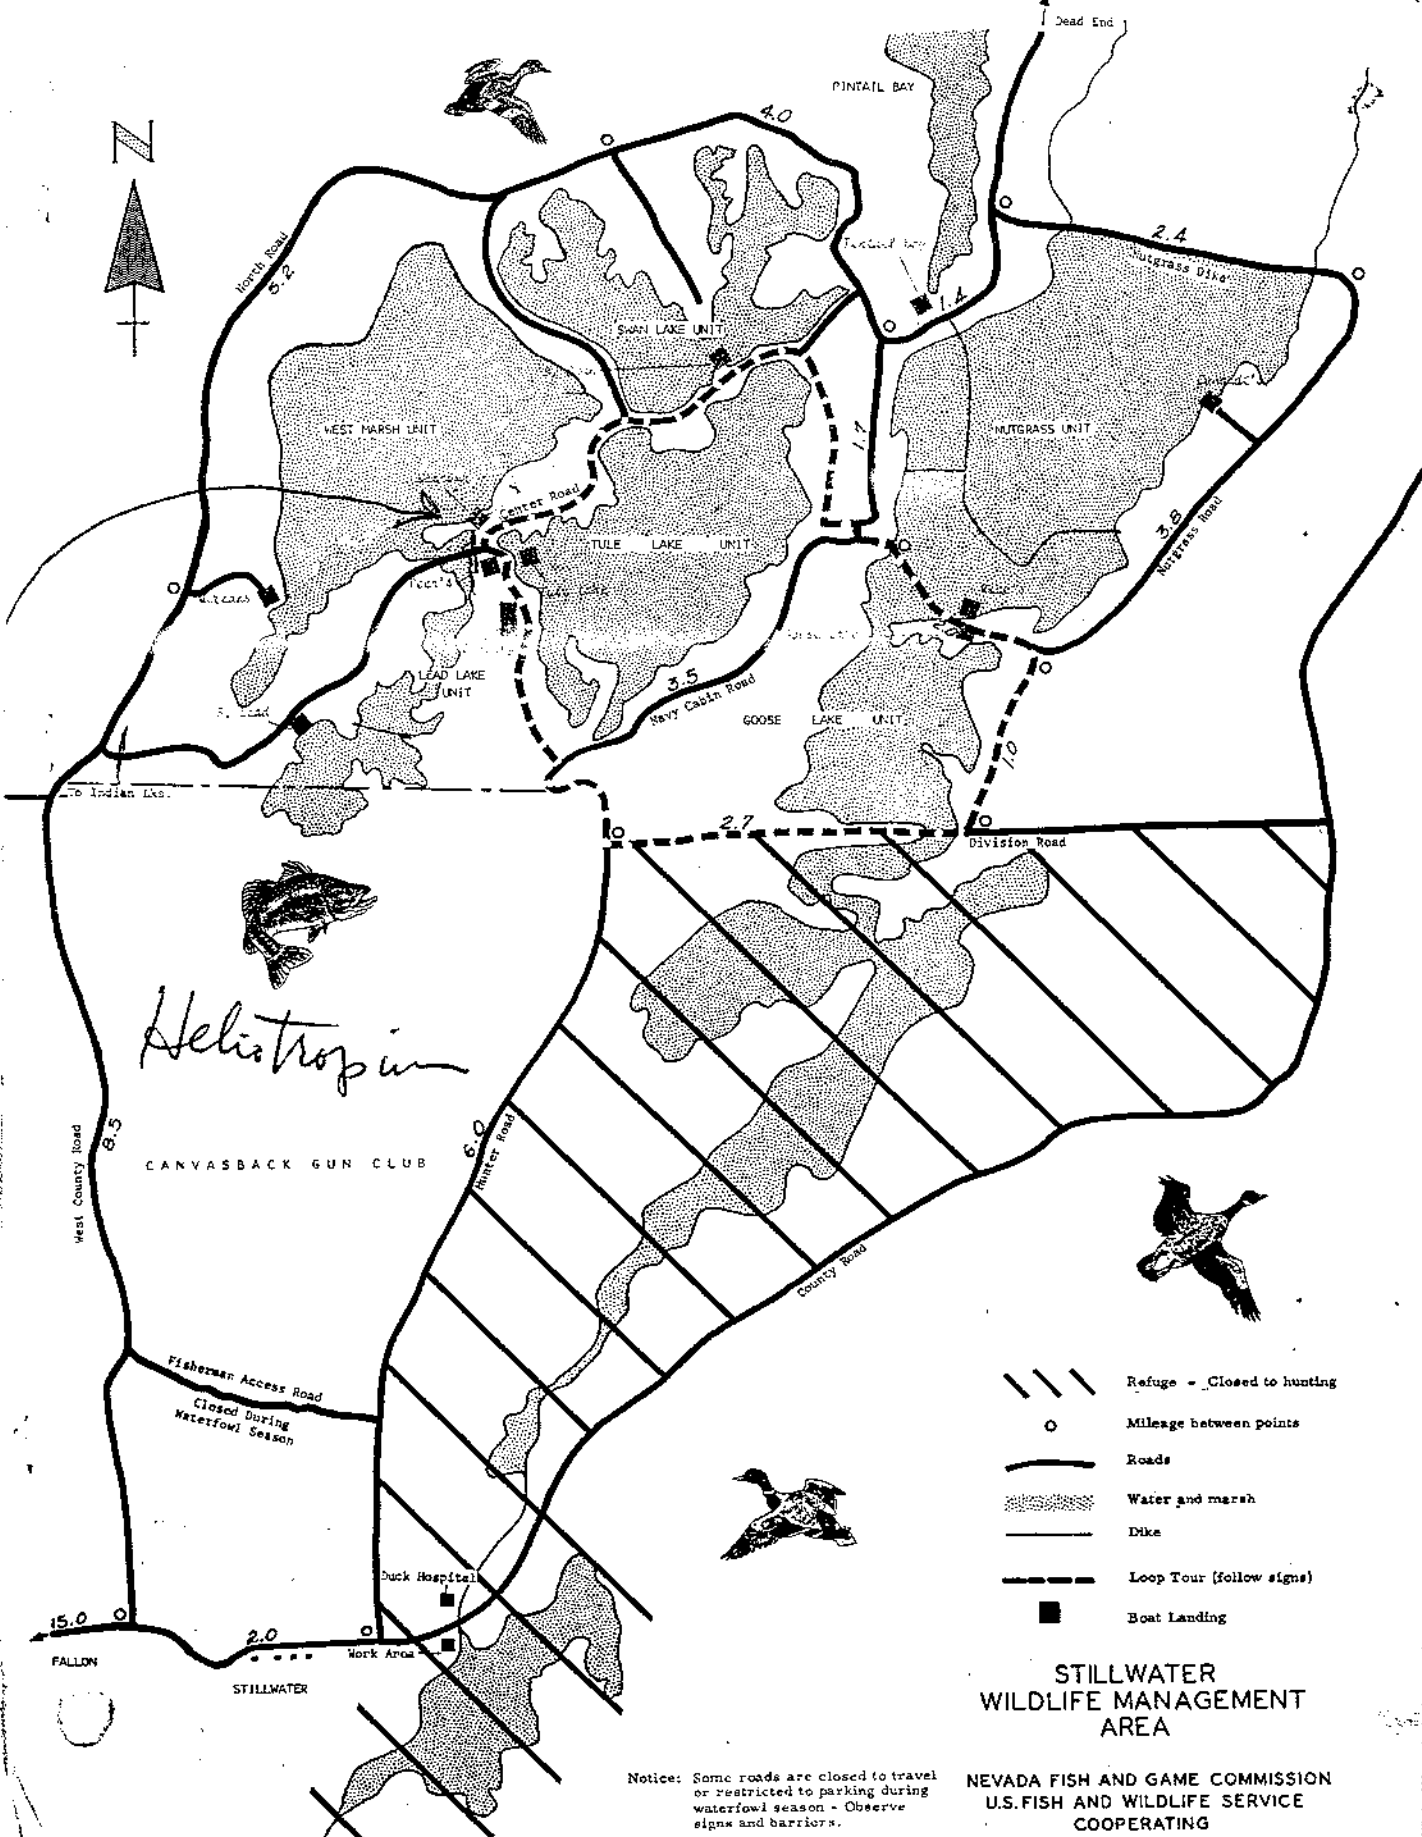 Dead End
PINTAIL BAY
N
4.0
North Road
5.2
2.4
Nutgrass Dike
1.4
SWAN LAKE UNIT
WEST MARSH UNIT
NUTGRASS UNIT
1.7
Center Road
TULE LAKE UNIT
3.8
Nutgrass Road
LEAD LAKE
UNIT
3.5
Navy Cabin Road
GOOSE LAKE UNIT
1.0
To Indian Lks.
2.7
Division Road
Heliotropium
8.5
West County Road
CANVASBACK GUN CLUB
6.0
Hunter Road
County Road
Fisherman Access Road
Closed During
Waterfowl Season
Refuge - Closed to hunting
Mileage between points
Roads
Water and marsh
Dike
Loop Tour (follow signs)
Boat Landing
Duck Hospital
15.0
FALLON
2.0
STILLWATER
Work Area
STILLWATER
WILDLIFE MANAGEMENT
AREA
Notice: Some roads are closed to travel
or restricted to parking during
waterfowl season - Observe
signs and barriers.
NEVADA FISH AND GAME COMMISSION
U.S. FISH AND WILDLIFE SERVICE
COOPERATING